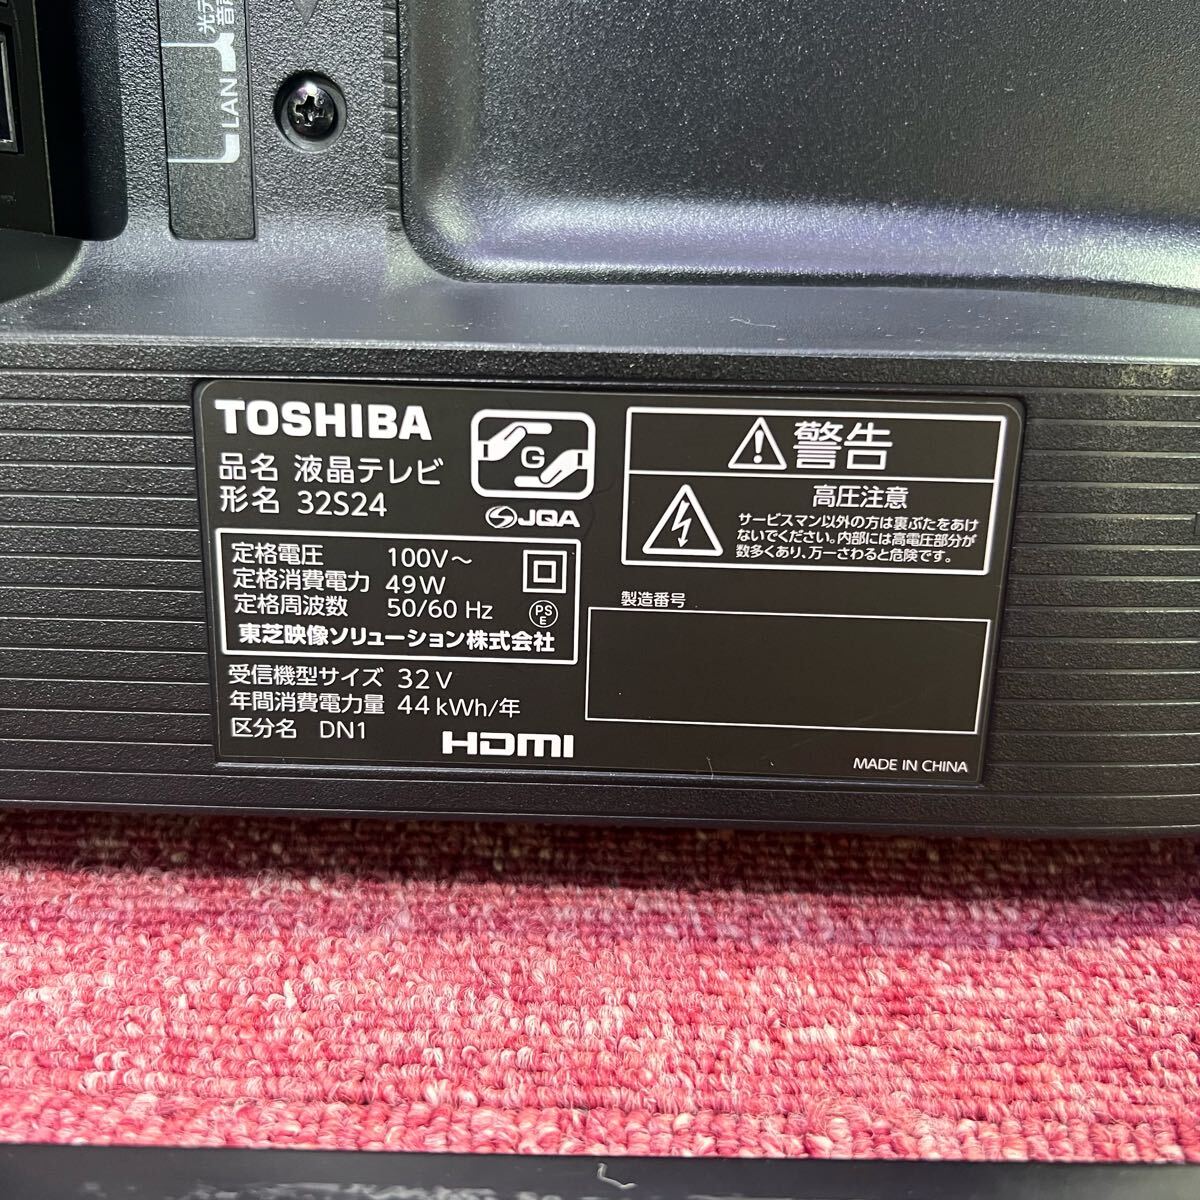 LAN
TOSHIBA
品名 液晶テレビ
形名 32S24
G
JQA
定格電圧 100V～
定格消費電力 49W
定格周波数 50/60 Hz
PS
E
東芝映像ソリューション株式会社
受信機型サイズ 32V
年間消費電力量 44kWh/年
区分名 DN1
HDMI
警告
高圧注意
サービスマン以外の方は裏ぶたをあけ
ないでください。内部には高電圧部分が
数多くあり、万一さわると危険です。
製造番号
MADE IN CHINA